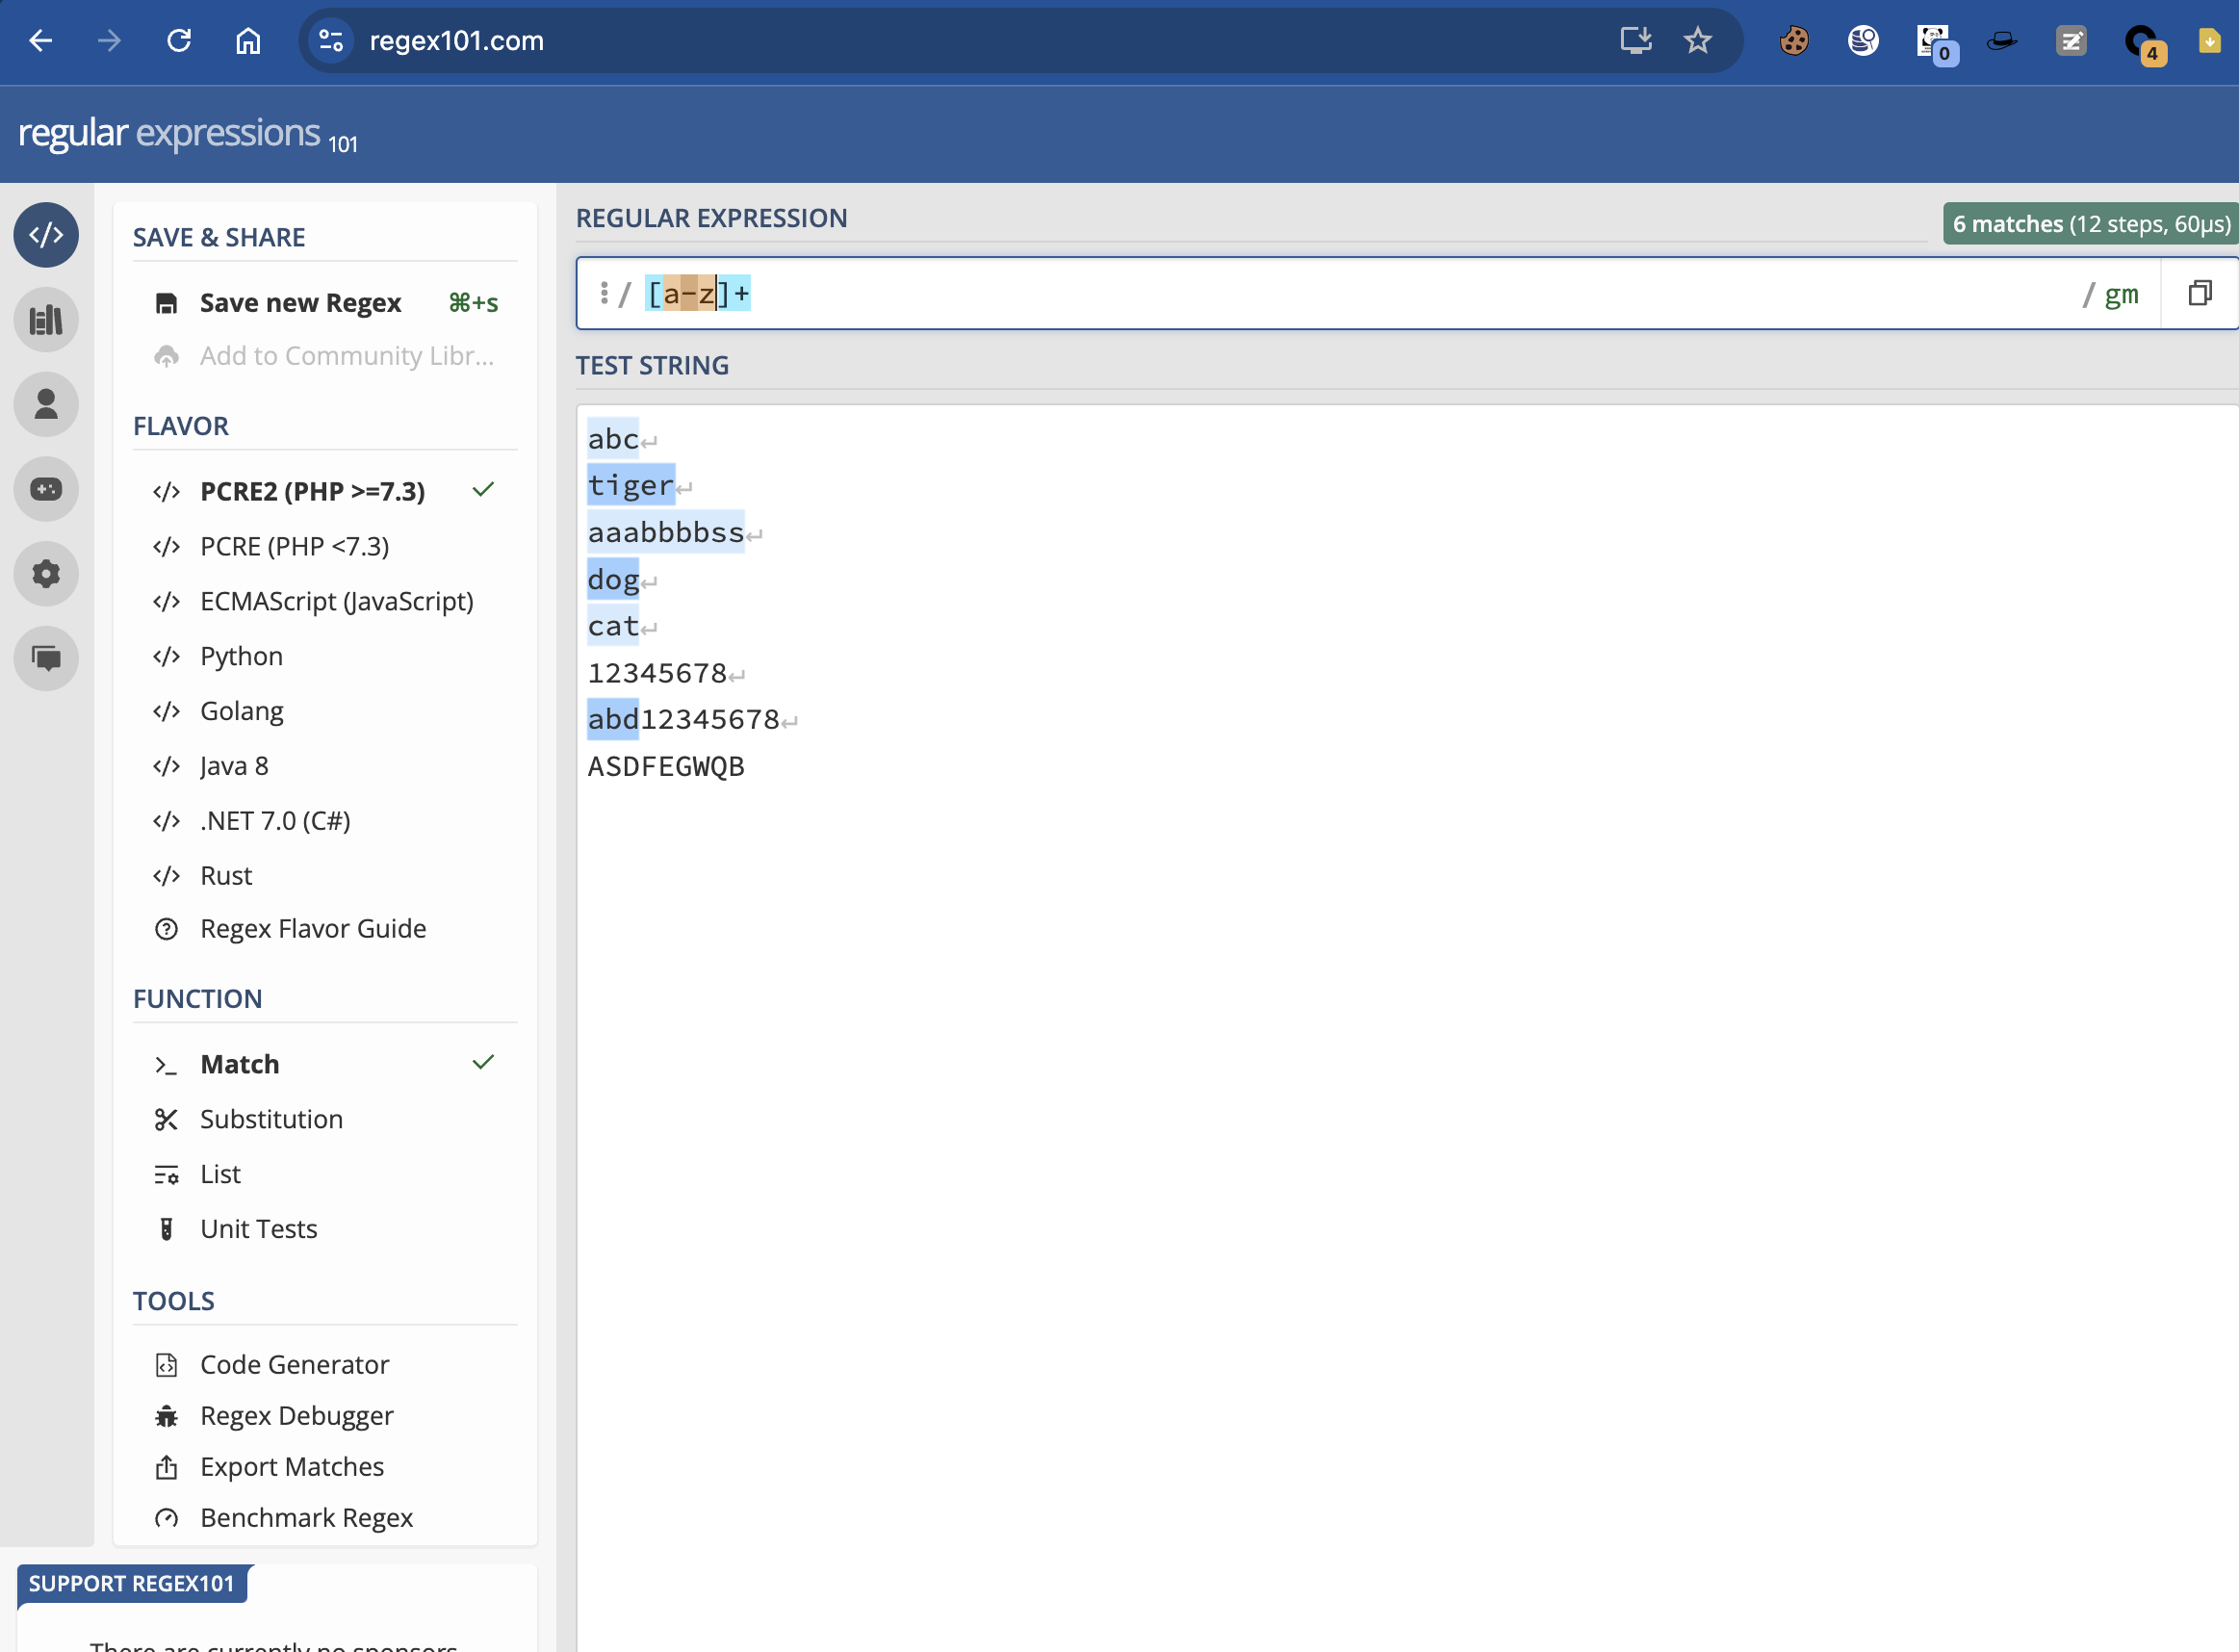 regex101.com
0
4
regular expressions 101
SAVE & SHARE
Save new Regex ⌘+s
Add to Community Libr...
FLAVOR
</> PCRE2 (PHP >=7.3)
</> PCRE (PHP <7.3)
</> ECMAScript (JavaScript)
</> Python
</> Golang
</> Java 8
</> .NET 7.0 (C#)
</> Rust
Regex Flavor Guide
FUNCTION
Match
Substitution
List
Unit Tests
TOOLS
Code Generator
Regex Debugger
Export Matches
Benchmark Regex
SUPPORT REGEX101
There are currently no sponsors
REGULAR EXPRESSION
6 matches (12 steps, 60μs)
/ [a-z]+ / gm
TEST STRING
abc
tiger
aaabbbbss
dog
cat
12345678
abd12345678
ASDFEGWQB